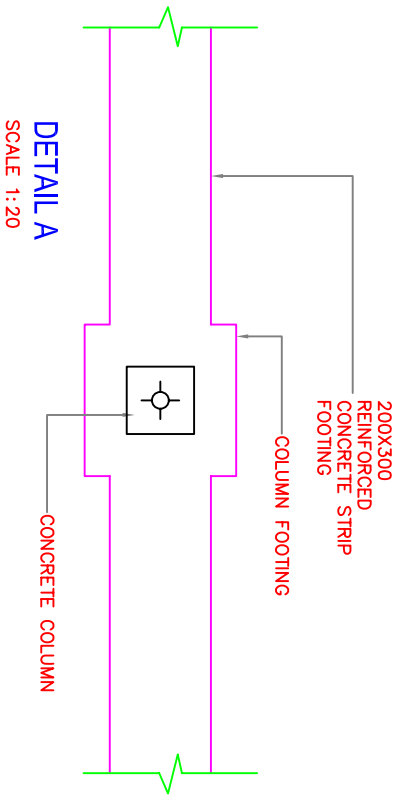 200X300
REINFORCED
CONCRETE STRIP
FOOTING
COLUMN FOOTING
CONCRETE COLUMN
DETAIL A
SCALE 1:20